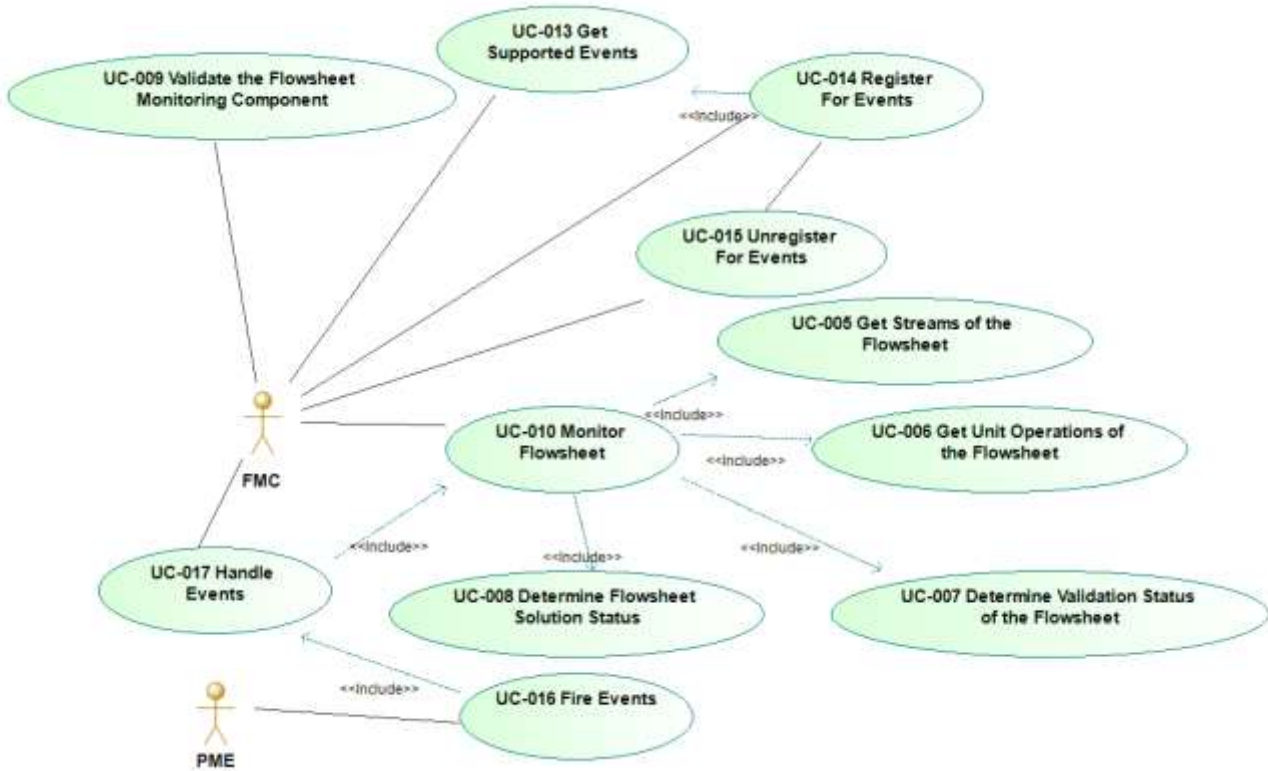 UC-013 Get
Supported Events
UC-009 Validate the Flowsheet
Monitoring Component
UC-014 Register
For Events
<<Include>>
UC-015 Unregister
For Events
UC-005 Get Streams of the
Flowsheet
<<Include>>
UC-010 Monitor
Flowsheet
UC-006 Get Unit Operations of
the Flowsheet
<<Include>>
FMC
<<Include>>
<<Include>>
<<Include>>
UC-017 Handle
Events
UC-008 Determine Flowsheet
Solution Status
UC-007 Determine Validation Status
of the Flowsheet
<<Include>>
UC-016 Fire Events
PME